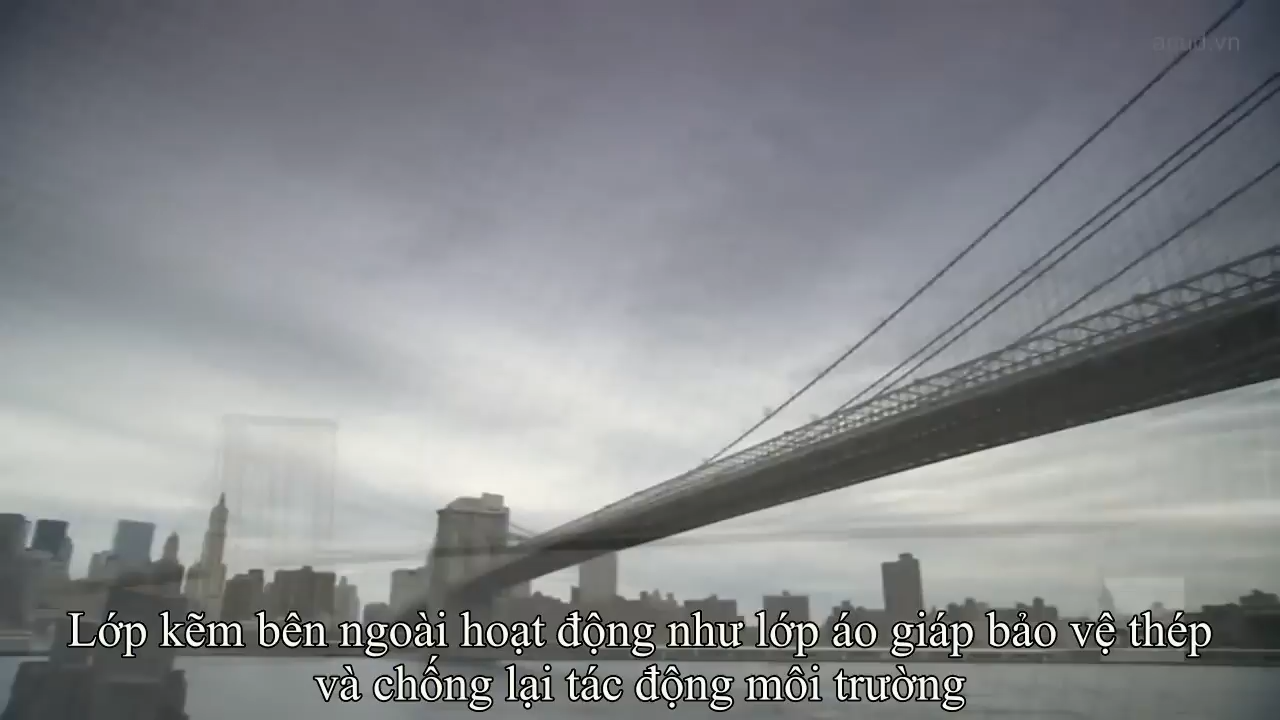 Lớp kẽm bên ngoài hoạt động như lớp áo giáp bảo vệ thép
và chống lại tác động môi trường